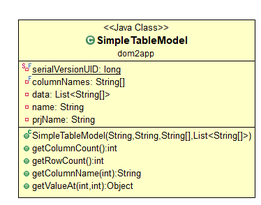 <<Java Class>>
SimpleTableModel
dom2app
serialVersionUID: long
columnNames: String[]
data: List<String[]>
name: String
prjName: String
SimpleTableModel(String,String,String[],List<String[]>)
getColumnCount():int
getRowCount():int
getColumnName(int):String
getValueAt(int,int):Object